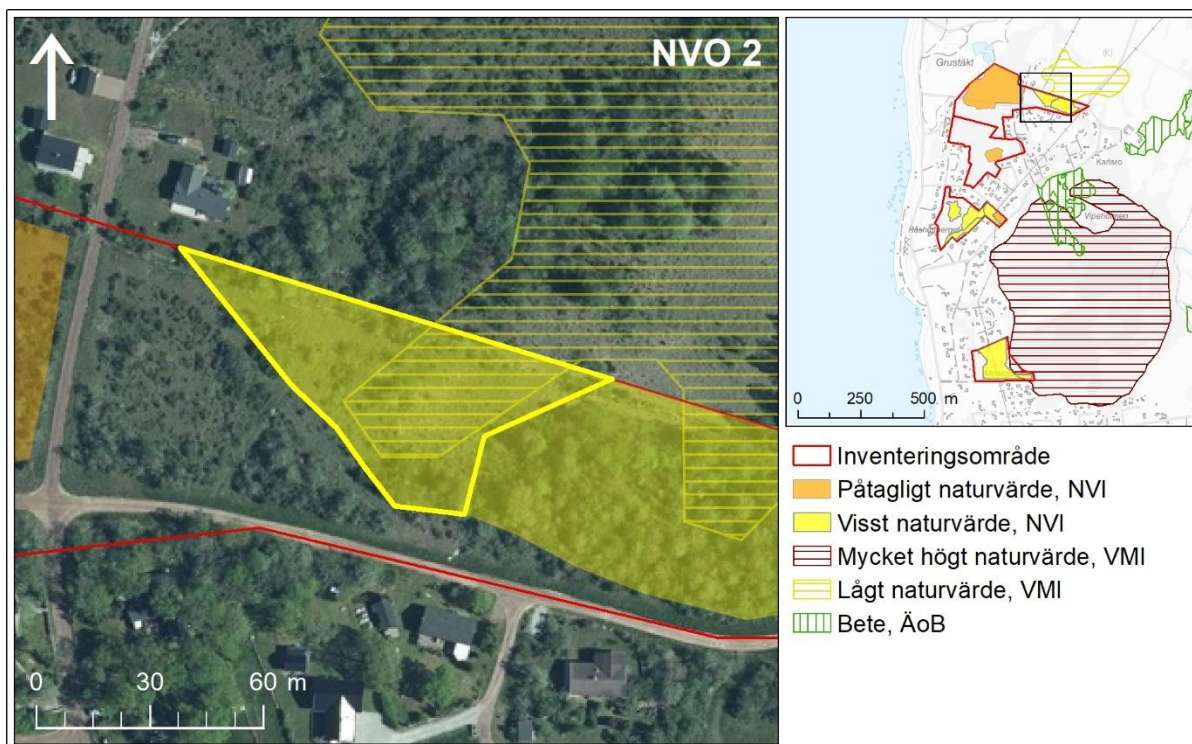 NVO 2
0 30 60 m
Grustäkt
Karlsro
Vipeholmen
0 250 500 m
Inventeringsområde
Påtagligt naturvärde, NVI
Visst naturvärde, NVI
Mycket högt naturvärde, VMI
Lågt naturvärde, VMI
Bete, ÄoB